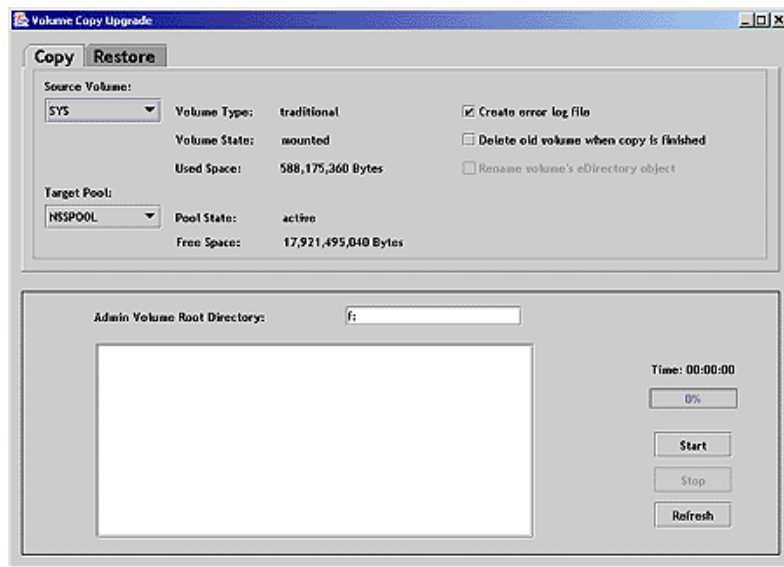 Volume Copy Upgrade
Copy Restore
Source Volume:
SYS Volume Type: traditional Create error log file
Volume State: mounted Delete old volume when copy is finished
Used Space: 588,175,360 Bytes Rename volume's eDirectory object
Target Pool:
NSSPOOL Pool State: active
Free Space: 17,921,495,040 Bytes
Admin Volume Root Directory: f:
Time: 00:00:00
0%
Start
Stop
Refresh